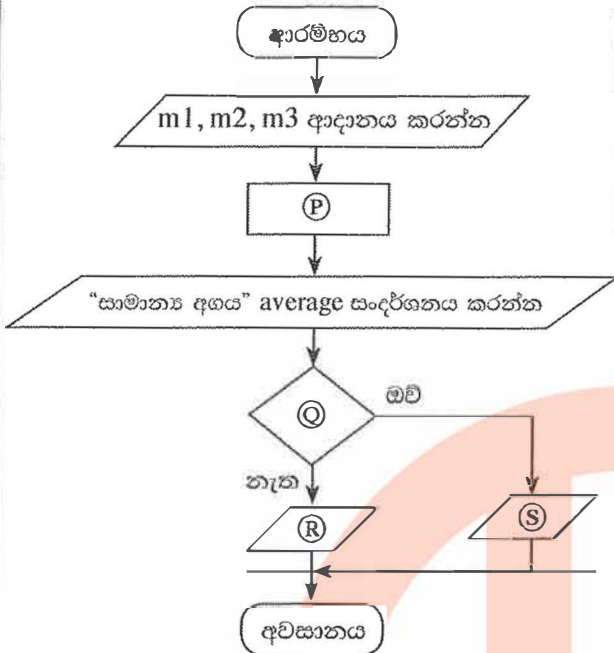 ආරම්භය
m1, m2, m3 ආදානය කරන්න
P
“සාමාන්‍ය අගය” average සංදර්ශනය කරන්න
Q
ඔව්
නැත
R
S
අවසානය